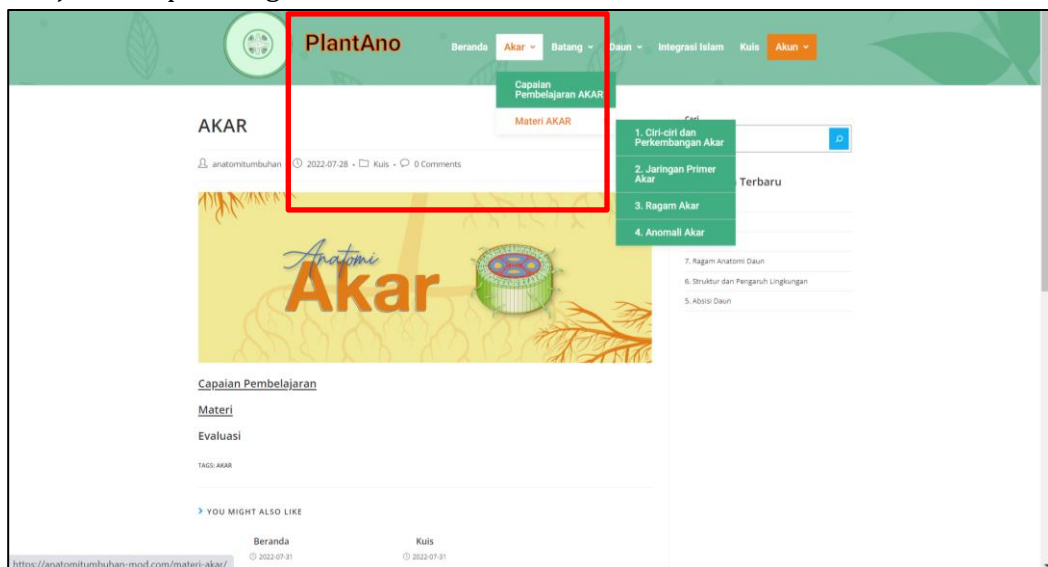 PlantAno
Beranda Akar Batang Daun Integrasi Islam Kuis Akun
Capaian
Pembelajaran AKAR
Materi AKAR
1. Ciri-ciri dan
Perkembangan Akar
2. Jaringan Primer
Akar
3. Ragam Akar
4. Anomali Akar
AKAR
anatomitumbuhan 2022-07-28 Kuis 0 Comments
Cari
Terbaru
7. Ragam Anatomi Daun
6. Struktur dan Pengaruh Lingkungan
5. Absisi Daun
Anatomi
Akar
Capaian Pembelajaran
Materi
Evaluasi
TAGS: AKAR
YOU MIGHT ALSO LIKE
Beranda
2022-07-31
Kuis
2022-07-31
https://anatomitumbuhan-mod.com/materi-akar/